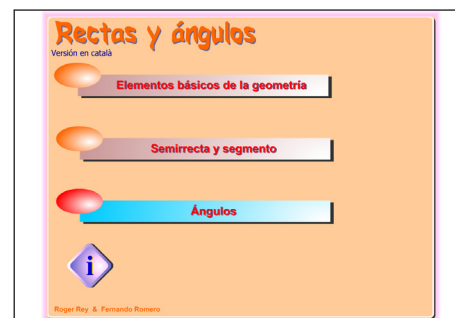 Rectas y ángulos
Versión en català
Elementos básicos de la geometría
Semirrecta y segmento
Ángulos
i
Roger Rey & Fernando Romero